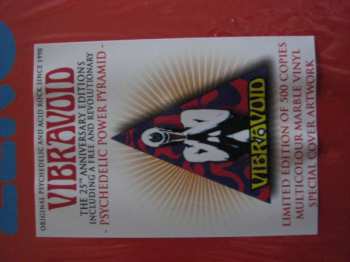 ORIGINAL PSYCHEDELIC AND ACID ROCK SINCE 1990
VIBRAVOID
THE 25TH ANNIVERSARY EDITIONS
INCLUDING A FREE AND REVOLUTIONARY
- PSYCHEDELIC POWER PYRAMID -
VIBRAVOID
LIMITED EDITION OF 500 COPIES
MULTICOLOUR MARBLE VINYL
SPECIAL COVER ARTWORK